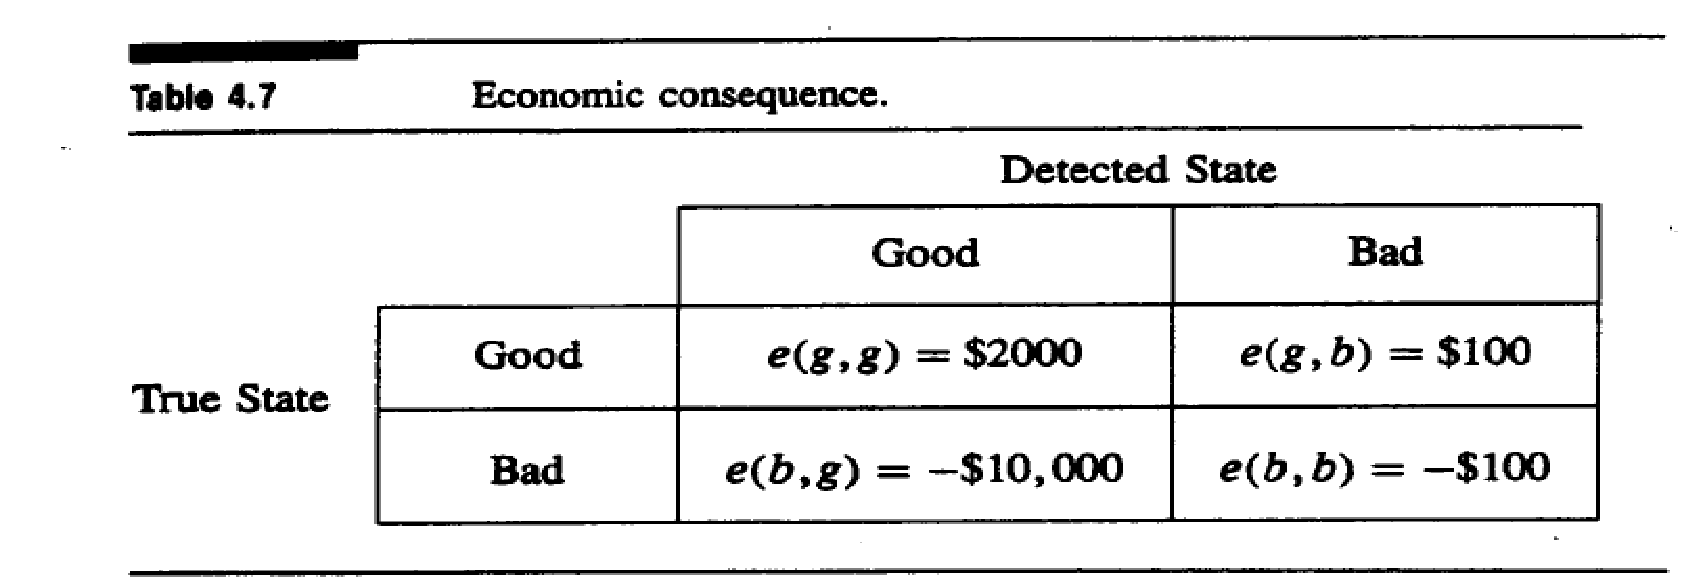 Table 4.7 Economic consequence.
Detected State
Good Bad
Good e(g,g) = $2000 e(g,b) = $100
True State
Bad e(b,g) = −$10,000 e(b,b) = −$100